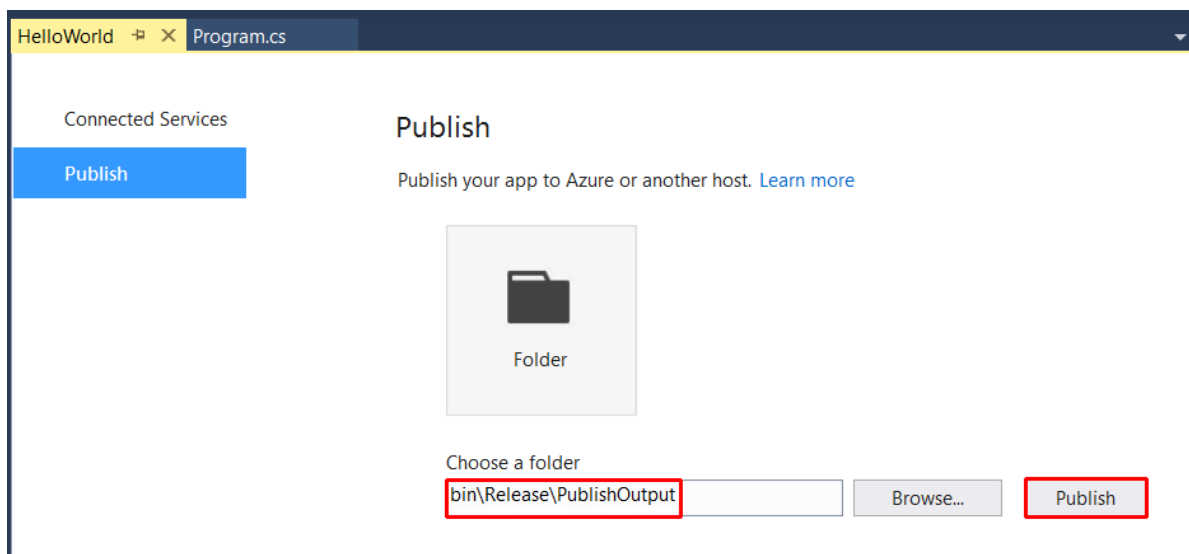 HelloWorld Program.cs
Connected Services
Publish
Publish
Publish your app to Azure or another host. Learn more
Folder
Choose a folder
bin\Release\PublishOutput Browse... Publish